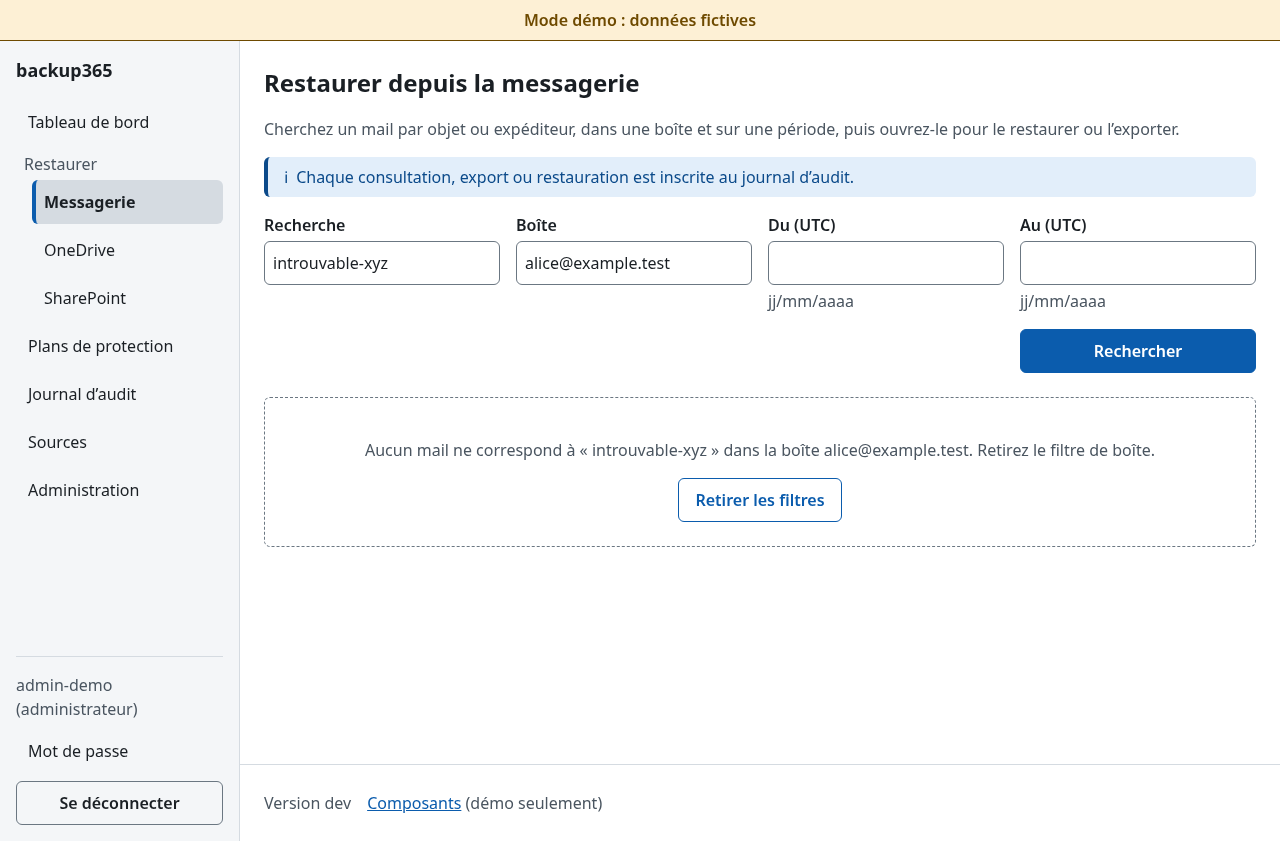 Mode démo : données fictives
backup365
Tableau de bord
Restaurer
Messagerie
OneDrive
SharePoint
Plans de protection
Journal d’audit
Sources
Administration
admin-demo
(administrateur)
Mot de passe
Se déconnecter
Restaurer depuis la messagerie
Cherchez un mail par objet ou expéditeur, dans une boîte et sur une période, puis ouvrez-le pour le restaurer ou l’exporter.
i Chaque consultation, export ou restauration est inscrite au journal d’audit.
Recherche
introuvable-xyz
Boîte
alice@example.test
Du (UTC)
jj/mm/aaaa
Au (UTC)
jj/mm/aaaa
Rechercher
Aucun mail ne correspond à « introuvable-xyz » dans la boîte alice@example.test. Retirez le filtre de boîte.
Retirer les filtres
Version dev Composants (démo seulement)